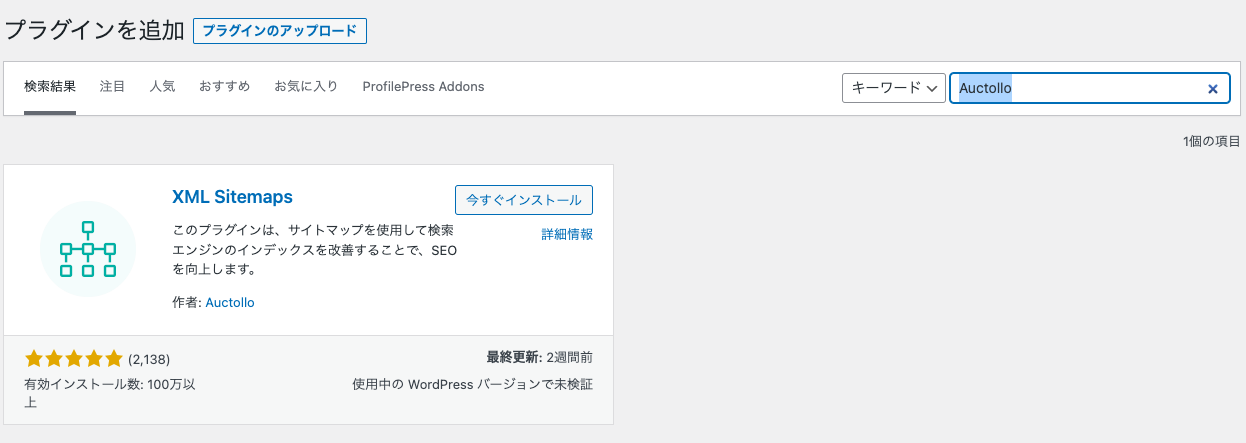 プラグインを追加 プラグインのアップロード
検索結果 注目 人気 おすすめ お気に入り ProfilePress Addons キーワード Auctollo
1個の項目
XML Sitemaps
今すぐインストール
詳細情報
このプラグインは、サイトマップを使用して検索
エンジンのインデックスを改善することで、SEO
を向上します。
作者: Auctollo
(2,138)
有効インストール数: 100万以
上
最終更新: 2週間前
使用中の WordPress バージョンで未検証